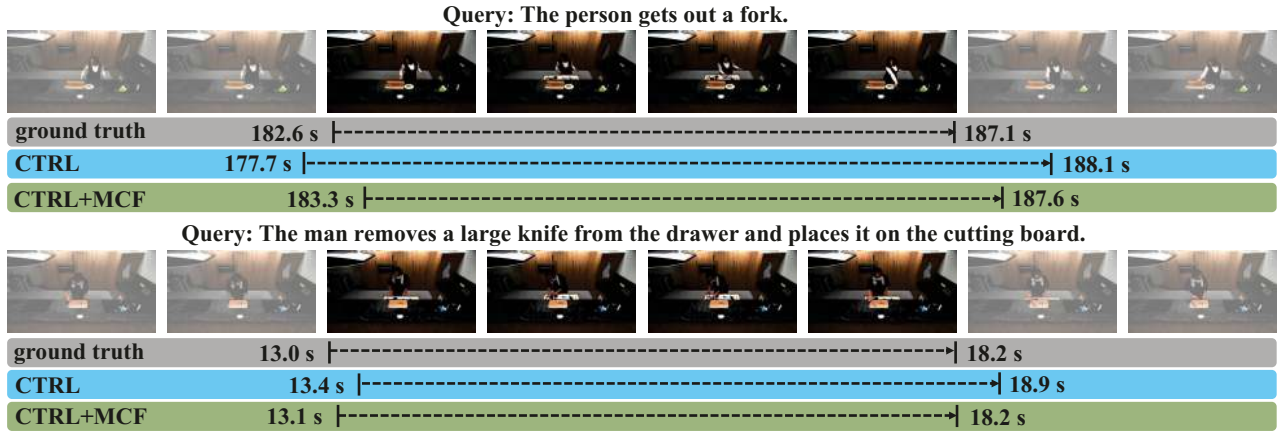 Query: The person gets out a fork.
ground truth 182.6 s 187.1 s
CTRL 177.7 s 188.1 s
CTRL+MCF 183.3 s 187.6 s
Query: The man removes a large knife from the drawer and places it on the cutting board.
ground truth 13.0 s 18.2 s
CTRL 13.4 s 18.9 s
CTRL+MCF 13.1 s 18.2 s